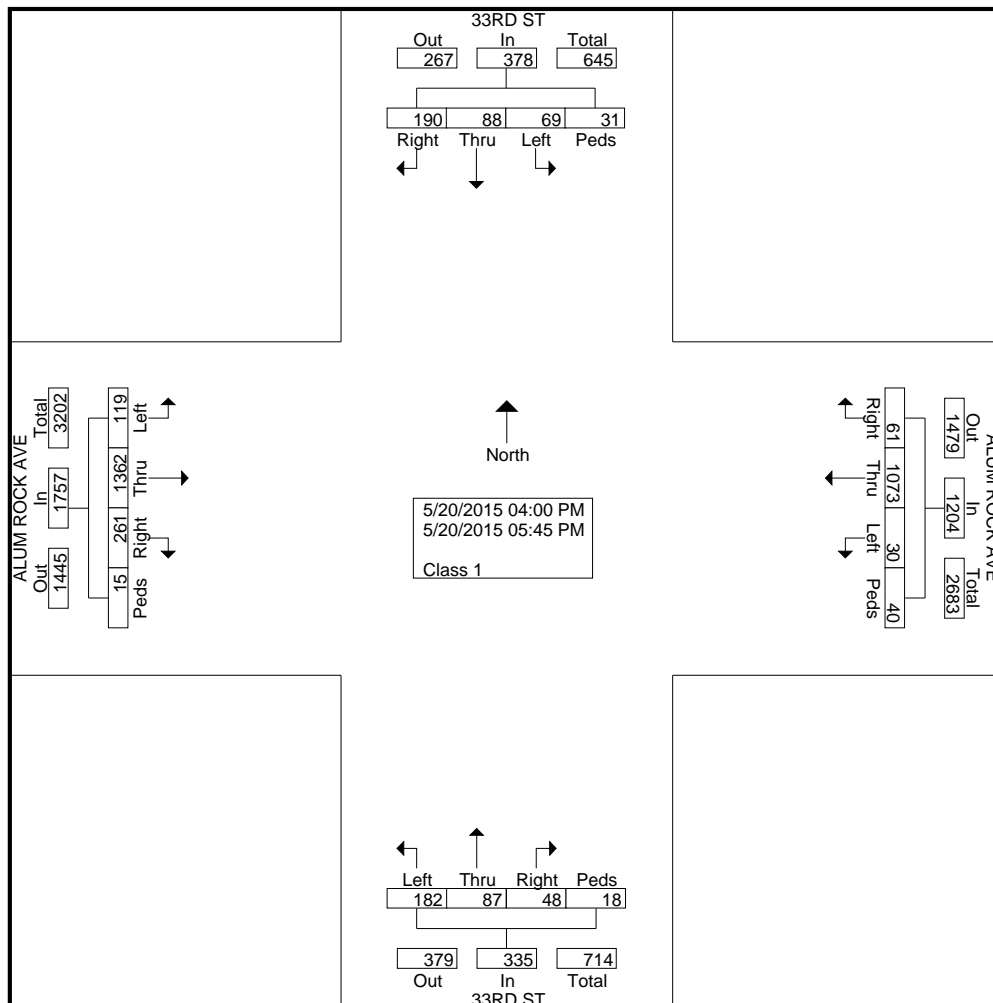 33RD ST
Out In Total
267 378 645
190 88 69 31
Right Thru Left Peds
ALUM ROCK AVE
Total In Out
3202 1757 1445
119 1362 261 15
Left Thru Right Peds
North
5/20/2015 04:00 PM
5/20/2015 05:45 PM
Class 1
Right Thru Left Peds
61 1073 30 40
1479 1204 2683
Out In Total
ALUM ROCK AVE
Left Thru Right Peds
182 87 48 18
379 335 714
Out In Total
33RD ST